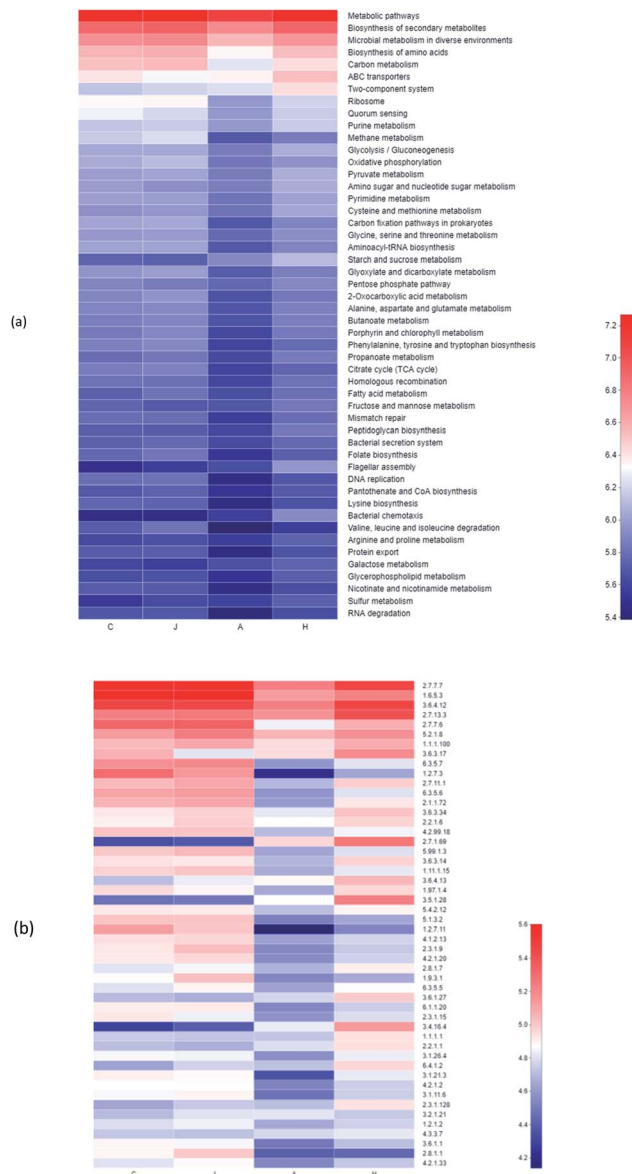 Metabolic pathways
Biosynthesis of secondary metabolites
Microbial metabolism in diverse environments
Biosynthesis of amino acids
Carbon metabolism
ABC transporters
Two-component system
Ribosome
Quorum sensing
Purine metabolism
Methane metabolism
Glycolysis / Gluconeogenesis
Oxidative phosphorylation
Pyruvate metabolism
Amino sugar and nucleotide sugar metabolism
Pyrimidine metabolism
Cysteine and methionine metabolism
Carbon fixation pathways in prokaryotes
Glycine, serine and threonine metabolism
Aminoacyl-tRNA biosynthesis
Starch and sucrose metabolism
Glyoxylate and dicarboxylate metabolism
Pentose phosphate pathway
2-Oxocarboxylic acid metabolism
Alanine, aspartate and glutamate metabolism
Butanoate metabolism
Porphyrin and chlorophyll metabolism
Phenylalanine, tyrosine and tryptophan biosynthesis
Propanoate metabolism
Citrate cycle (TCA cycle)
Homologous recombination
Fatty acid metabolism
Fructose and mannose metabolism
Mismatch repair
Peptidoglycan biosynthesis
Bacterial secretion system
Folate biosynthesis
Flagellar assembly
DNA replication
Pantothenate and CoA biosynthesis
Lysine biosynthesis
Bacterial chemotaxis
Valine, leucine and isoleucine degradation
Arginine and proline metabolism
Protein export
Galactose metabolism
Glycerophospholipid metabolism
Nicotinate and nicotinamide metabolism
Sulfur metabolism
RNA degradation
C J A H
(a)
7.2
7.0
6.8
6.6
6.4
6.2
6.0
5.8
5.6
5.4
2.7.7.7
1.6.5.3
3.6.4.12
2.7.13.3
2.7.7.6
5.2.1.8
1.1.1.100
3.6.3.17
6.3.5.7
1.2.7.3
2.7.11.1
6.3.5.6
2.1.1.72
3.6.3.34
2.2.1.6
4.2.99.18
2.7.1.69
5.99.1.3
3.6.3.14
1.11.1.15
3.6.4.13
1.97.1.4
3.5.1.28
5.4.2.12
5.1.3.2
1.2.7.11
4.1.2.13
2.3.1.9
4.2.1.20
2.8.1.7
1.9.3.1
6.3.5.5
3.6.1.27
6.1.1.20
2.3.1.15
3.4.16.4
1.1.1.1
2.2.1.1
3.1.26.4
6.4.1.2
3.1.21.3
4.2.1.2
3.1.11.6
2.3.1.128
3.2.1.21
1.2.1.2
4.3.3.7
3.6.1.1
2.8.1.1
4.2.1.33
(b)
5.6
5.4
5.2
5.0
4.8
4.6
4.4
4.2